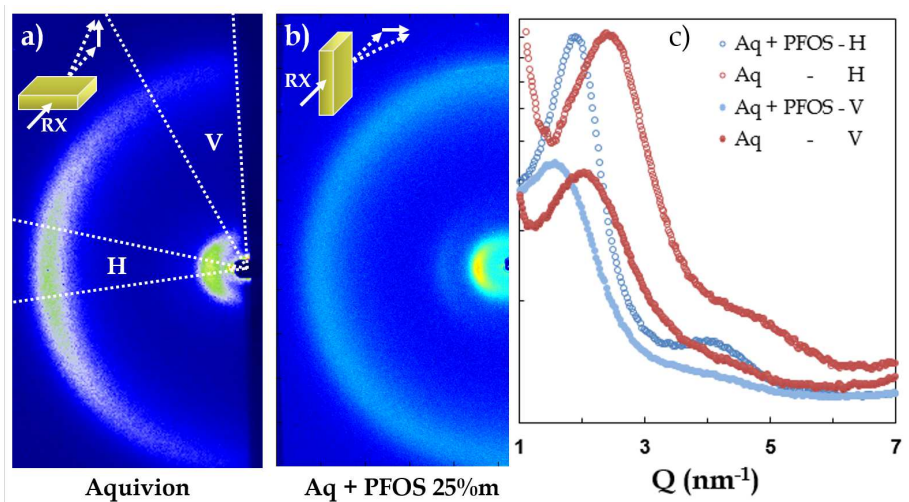 a)
RX
V
H
Aquivion
b)
RX
Aq + PFOS 25%m
c)
Aq + PFOS - H
Aq - H
Aq + PFOS - V
Aq - V
1 3 5 7
Q (nm-1)